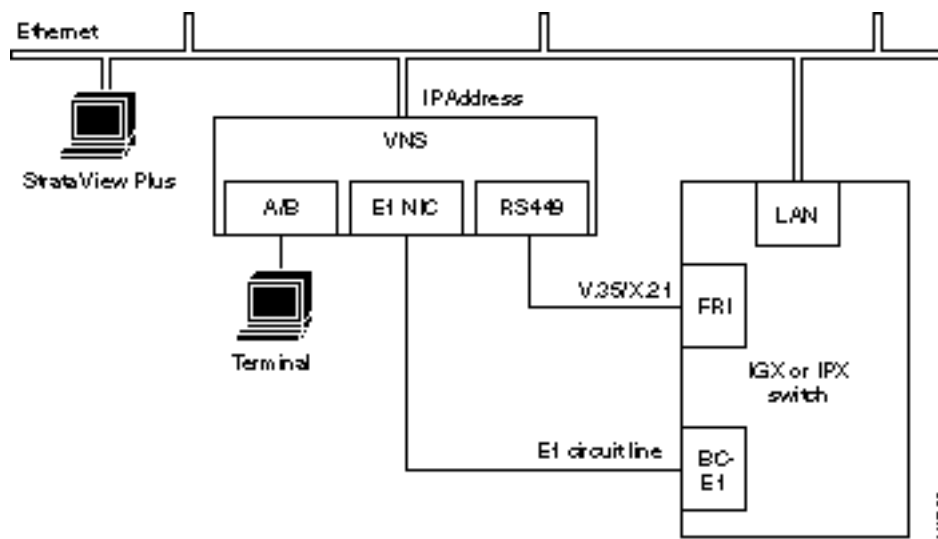 Ethernet
IP Address
VNS
StrataView Plus
A/B
E1 NIC
RS449
LAN
V.35/X.21
FRI
Terminal
IGX or IPX
switch
E1 circuit line
BC-
E1